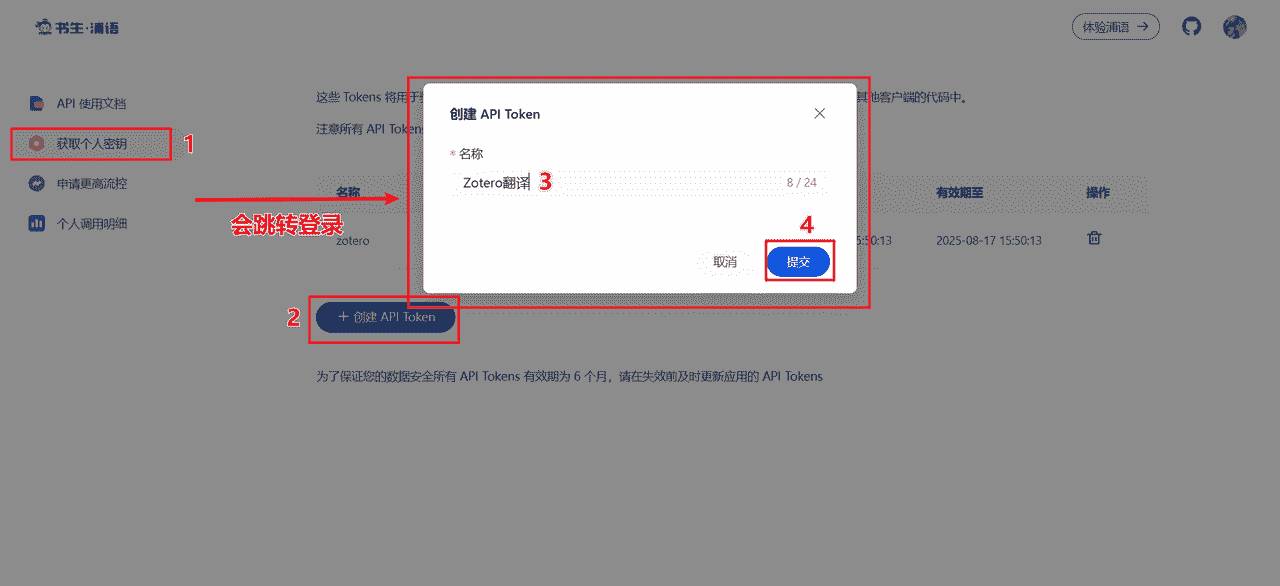 书生·浦语
体验浦语 →
API 使用文档
获取个人密钥
1
申请更高流控
个人调用明细
会跳转登录
这些 Tokens 将用于
其他客户端的代码中。
注意所有 API Tokens
创建 API Token
* 名称
Zotero翻译
3
8 / 24
4
取消
提交
名称
有效期至
操作
zotero
5:50:13
2025-08-17 15:50:13
2
+ 创建 API Token
为了保证您的数据安全所有 API Tokens 有效期为 6 个月，请在失效前及时更新应用的 API Tokens